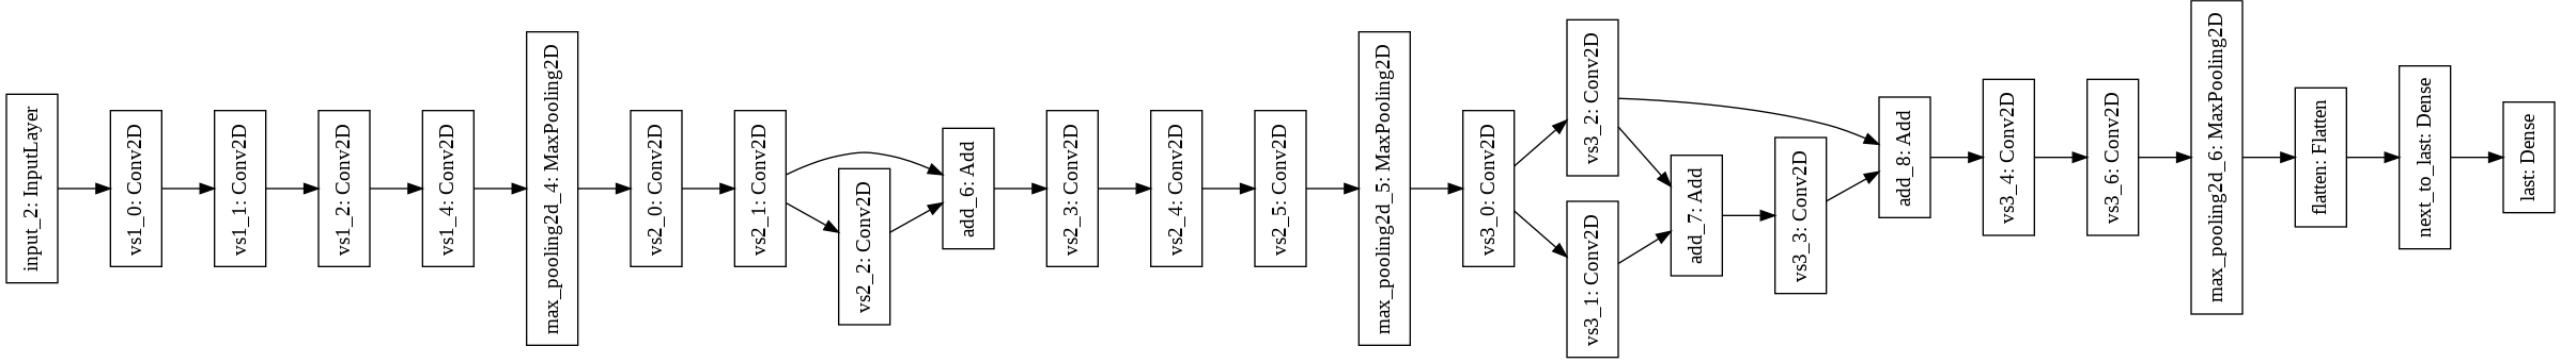 input_2: InputLayer
vs1_0: Conv2D
vs1_1: Conv2D
vs1_2: Conv2D
vs1_4: Conv2D
max_pooling2d_4: MaxPooling2D
vs2_0: Conv2D
vs2_1: Conv2D
vs2_2: Conv2D
add_6: Add
vs2_3: Conv2D
vs2_4: Conv2D
vs2_5: Conv2D
max_pooling2d_5: MaxPooling2D
vs3_0: Conv2D
vs3_2: Conv2D
vs3_1: Conv2D
add_7: Add
vs3_3: Conv2D
add_8: Add
vs3_4: Conv2D
vs3_6: Conv2D
max_pooling2d_6: MaxPooling2D
flatten: Flatten
next_to_last: Dense
last: Dense